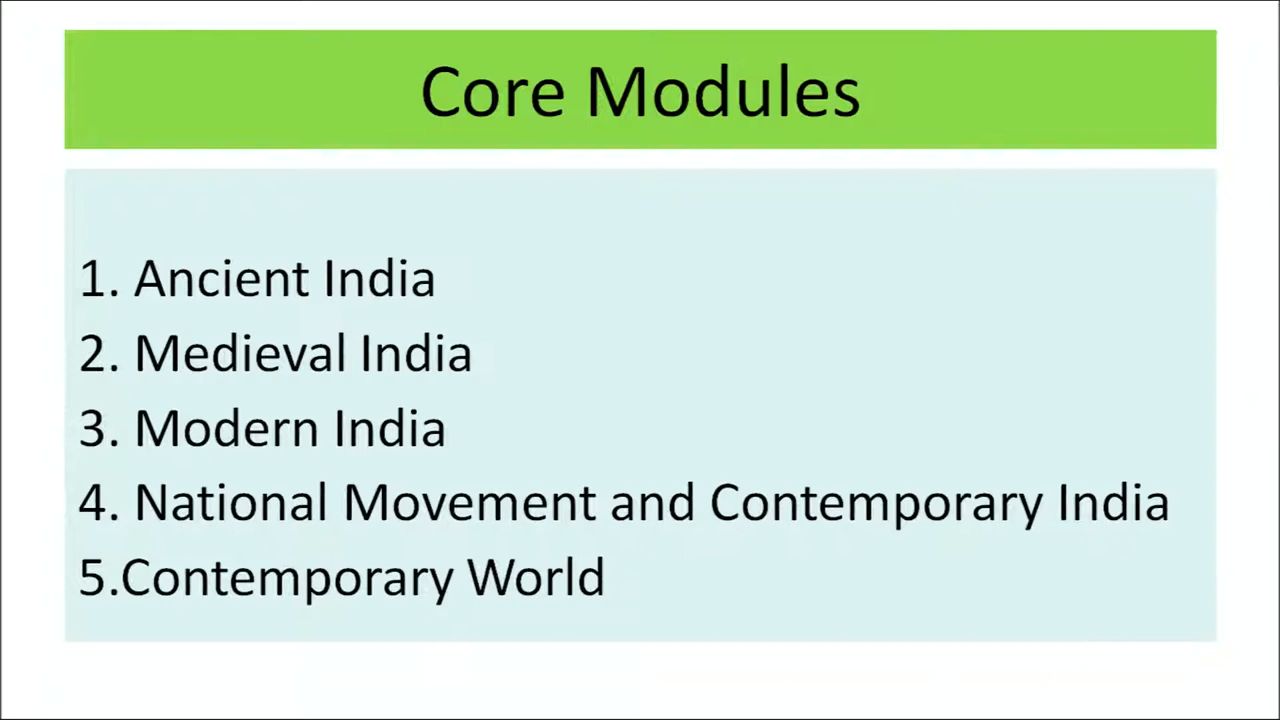 Core Modules
1. Ancient India
2. Medieval India
3. Modern India
4. National Movement and Contemporary India
5.Contemporary World